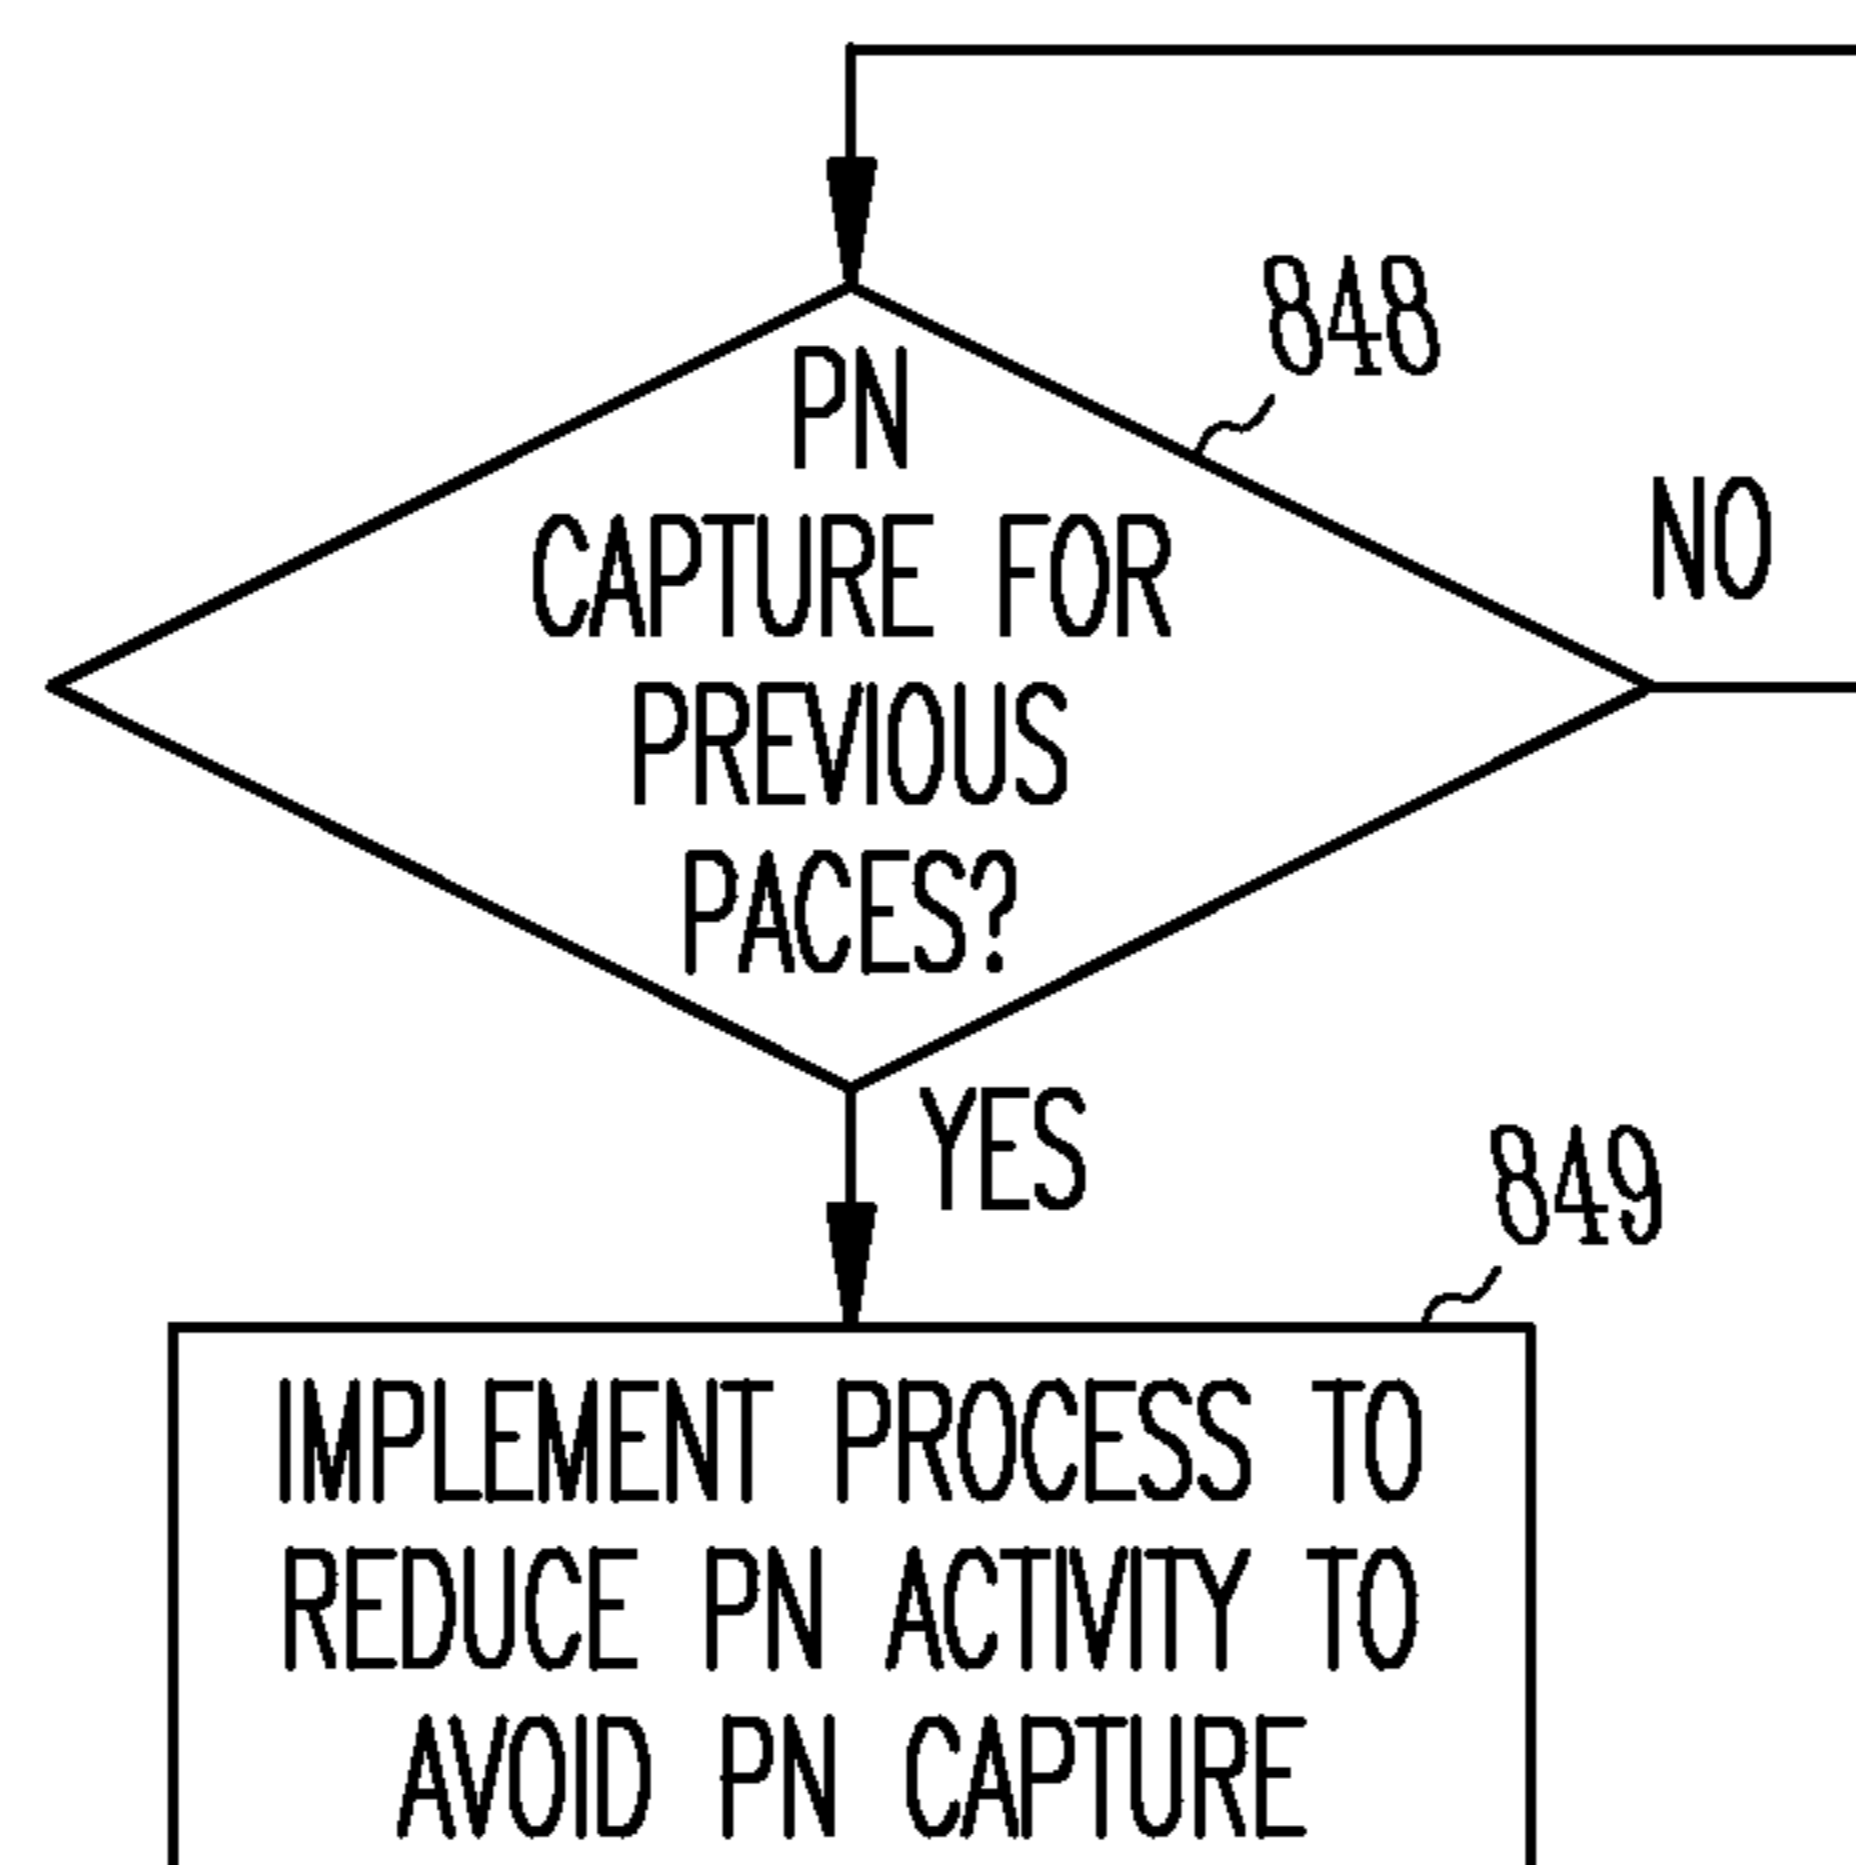 848
PN
CAPTURE FOR
PREVIOUS
PACES?
NO
YES
849
IMPLEMENT PROCESS TO
REDUCE PN ACTIVITY TO
AVOID PN CAPTURE